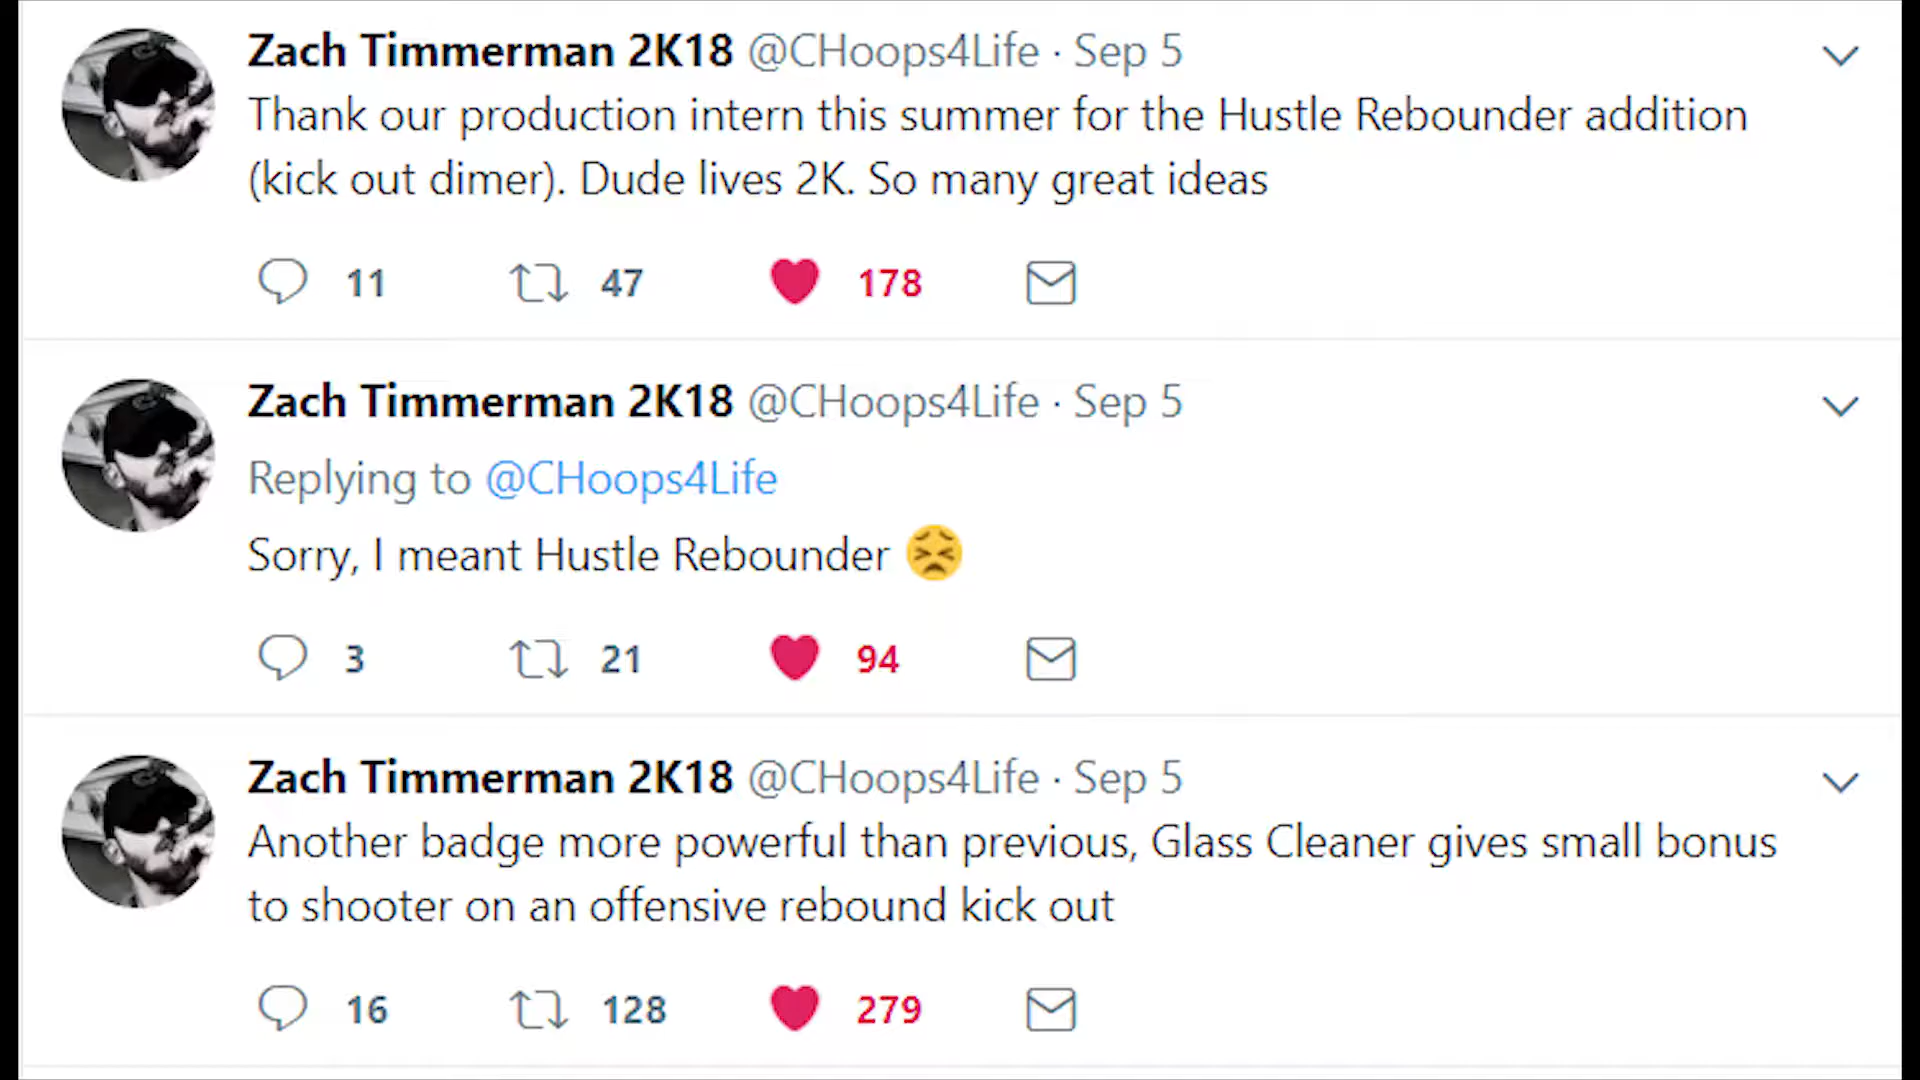 Zach Timmerman 2K18 @CHoops4Life · Sep 5
Thank our production intern this summer for the Hustle Rebounder addition
(kick out dimer). Dude lives 2K. So many great ideas
11 47 178
Zach Timmerman 2K18 @CHoops4Life · Sep 5
Replying to @CHoops4Life
Sorry, I meant Hustle Rebounder 😣
3 21 94
Zach Timmerman 2K18 @CHoops4Life · Sep 5
Another badge more powerful than previous, Glass Cleaner gives small bonus
to shooter on an offensive rebound kick out
16 128 279